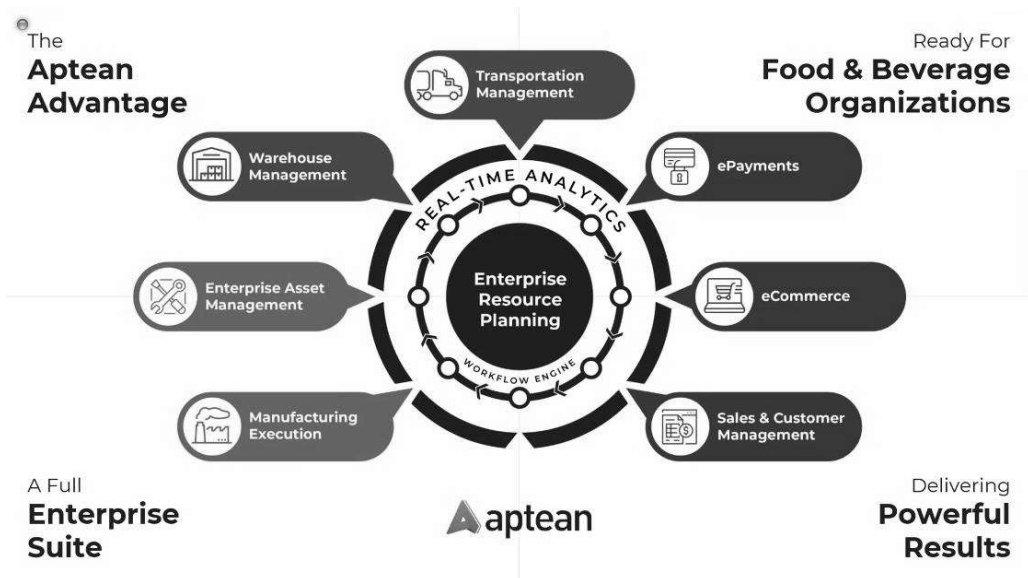 The
Aptean
Advantage
Ready For
Food & Beverage
Organizations
Transportation
Management
Warehouse
Management
ePayments
REAL-TIME ANALYTICS
Enterprise Asset
Management
Enterprise
Resource
Planning
eCommerce
WORKFLOW ENGINE
Manufacturing
Execution
Sales & Customer
Management
A Full
Enterprise
Suite
aptean
Delivering
Powerful
Results